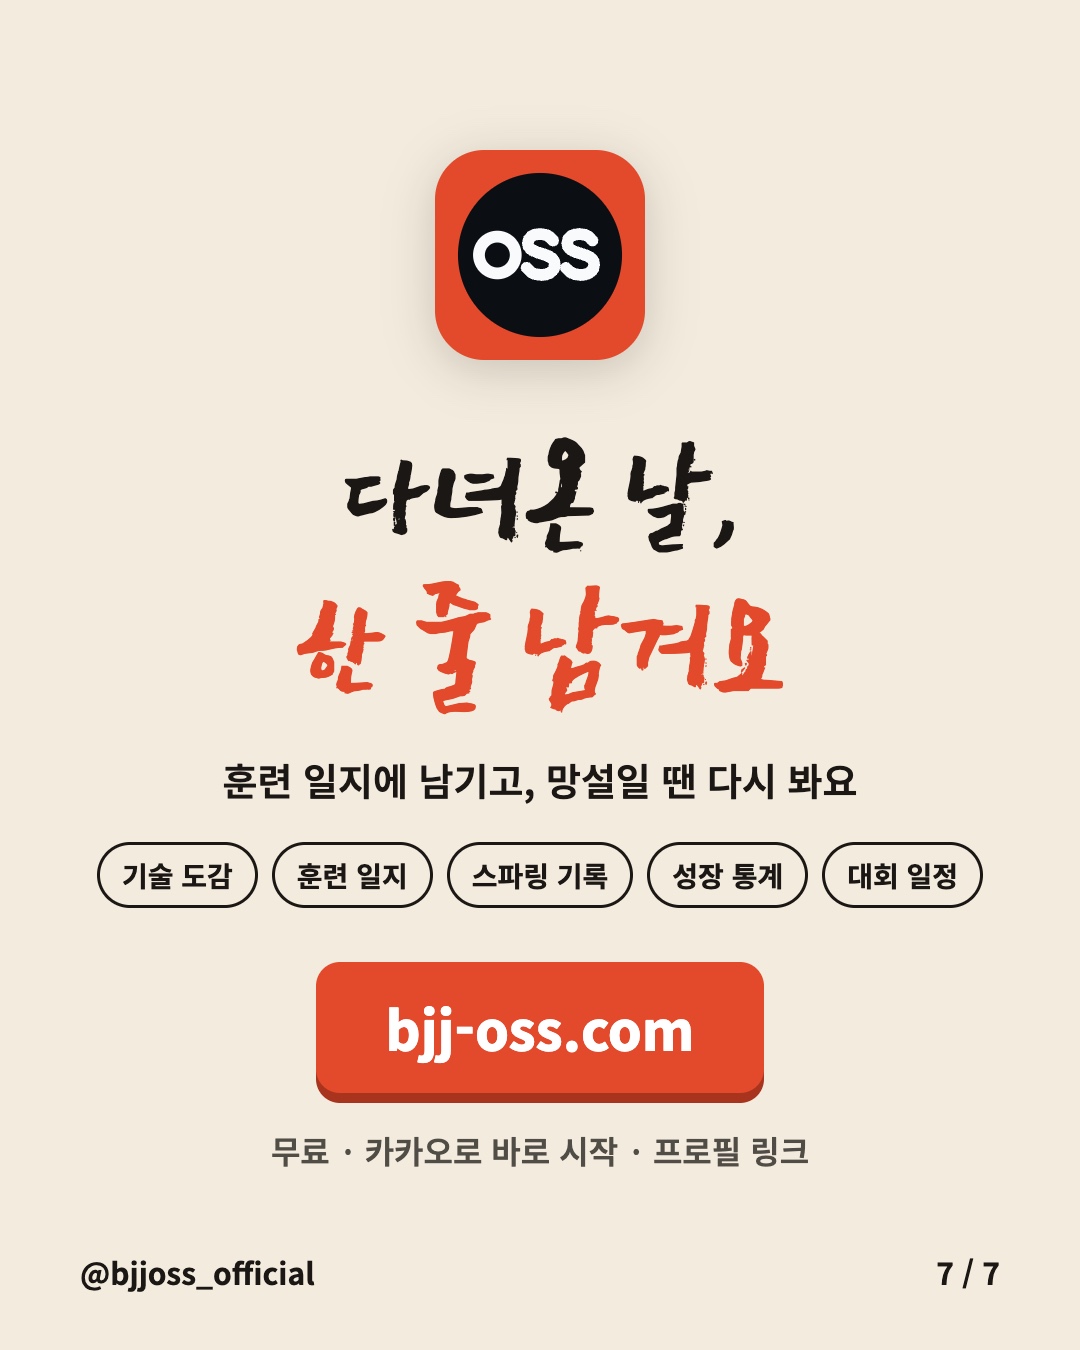 oss
다녀온 날,
한 줄 남겨요
훈련 일지에 남기고, 망설일 땐 다시 봐요
기술 도감 훈련 일지 스파링 기록 성장 통계 대회 일정
bjj-oss.com
무료 · 카카오로 바로 시작 · 프로필 링크
@bjjoss_official 7 / 7